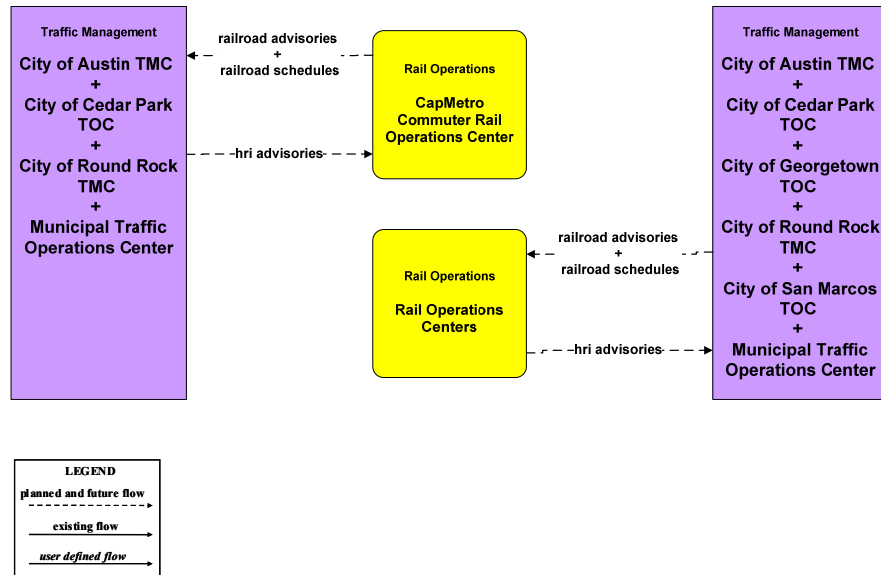 Traffic Management
City of Austin TMC
+
City of Cedar Park
TOC
+
City of Round Rock
TMC
+
Municipal Traffic
Operations Center
railroad advisories
+
railroad schedules
hri advisories
Rail Operations
CapMetro
Commuter Rail
Operations Center
Rail Operations
Rail Operations
Centers
railroad advisories
+
railroad schedules
hri advisories
Traffic Management
City of Austin TMC
+
City of Cedar Park
TOC
+
City of Georgetown
TOC
+
City of Round Rock
TMC
+
City of San Marcos
TOC
+
Municipal Traffic
Operations Center
LEGEND
planned and future flow
existing flow
user defined flow